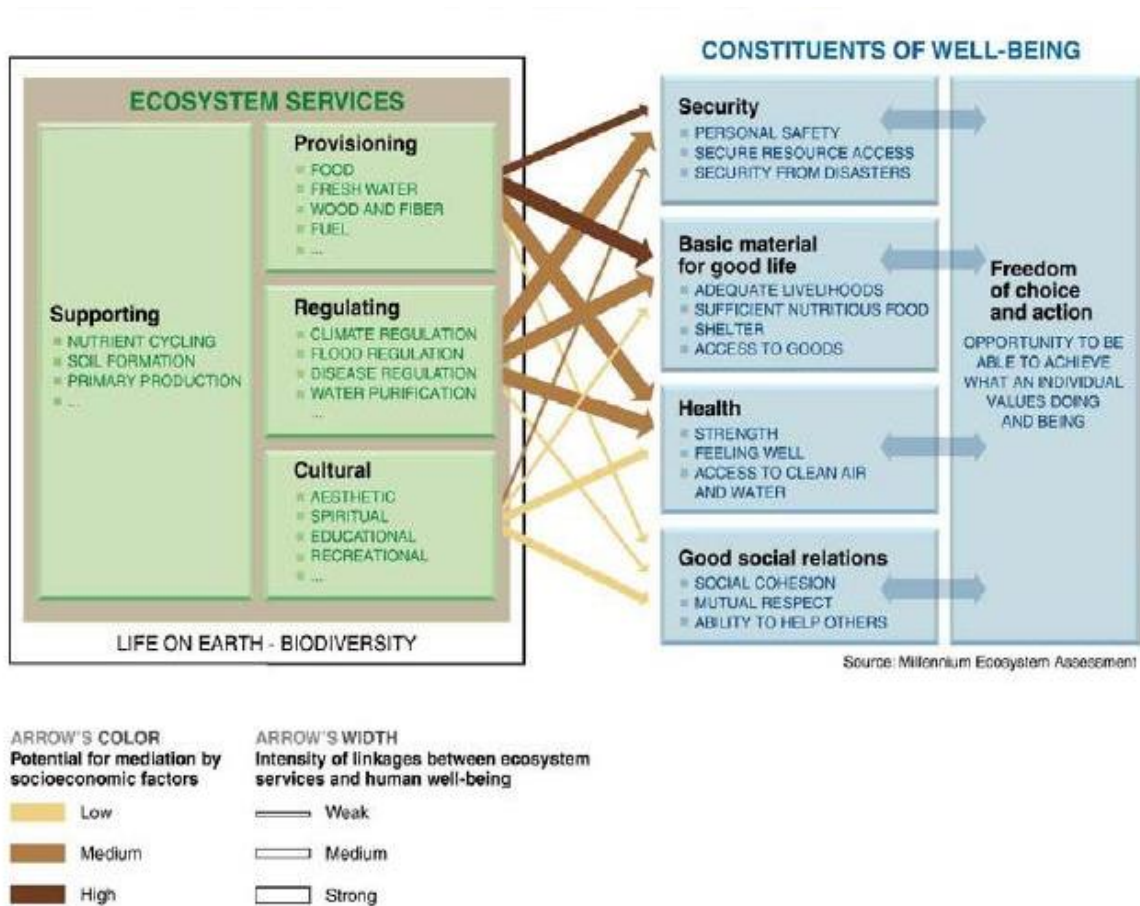 CONSTITUENTS OF WELL-BEING
ECOSYSTEM SERVICES
Supporting
NUTRIENT CYCLING
SOIL FORMATION
PRIMARY PRODUCTION
...
Provisioning
FOOD
FRESH WATER
WOOD AND FIBER
FUEL
...
Regulating
CLIMATE REGULATION
FLOOD REGULATION
DISEASE REGULATION
WATER PURIFICATION
...
Cultural
AESTHETIC
SPIRITUAL
EDUCATIONAL
RECREATIONAL
...
LIFE ON EARTH - BIODIVERSITY
Security
PERSONAL SAFETY
SECURE RESOURCE ACCESS
SECURITY FROM DISASTERS
Basic material
for good life
ADEQUATE LIVELIHOODS
SUFFICIENT NUTRITIOUS FOOD
SHELTER
ACCESS TO GOODS
Health
STRENGTH
FEELING WELL
ACCESS TO CLEAN AIR
AND WATER
Good social relations
SOCIAL COHESION
MUTUAL RESPECT
ABILITY TO HELP OTHERS
Freedom
of choice
and action
OPPORTUNITY TO BE
ABLE TO ACHIEVE
WHAT AN INDIVIDUAL
VALUES DOING
AND BEING
Source: Millennium Ecosystem Assessment
ARROW'S COLOR
Potential for mediation by
socioeconomic factors
Low
Medium
High
ARROW'S WIDTH
Intensity of linkages between ecosystem
services and human well-being
Weak
Medium
Strong